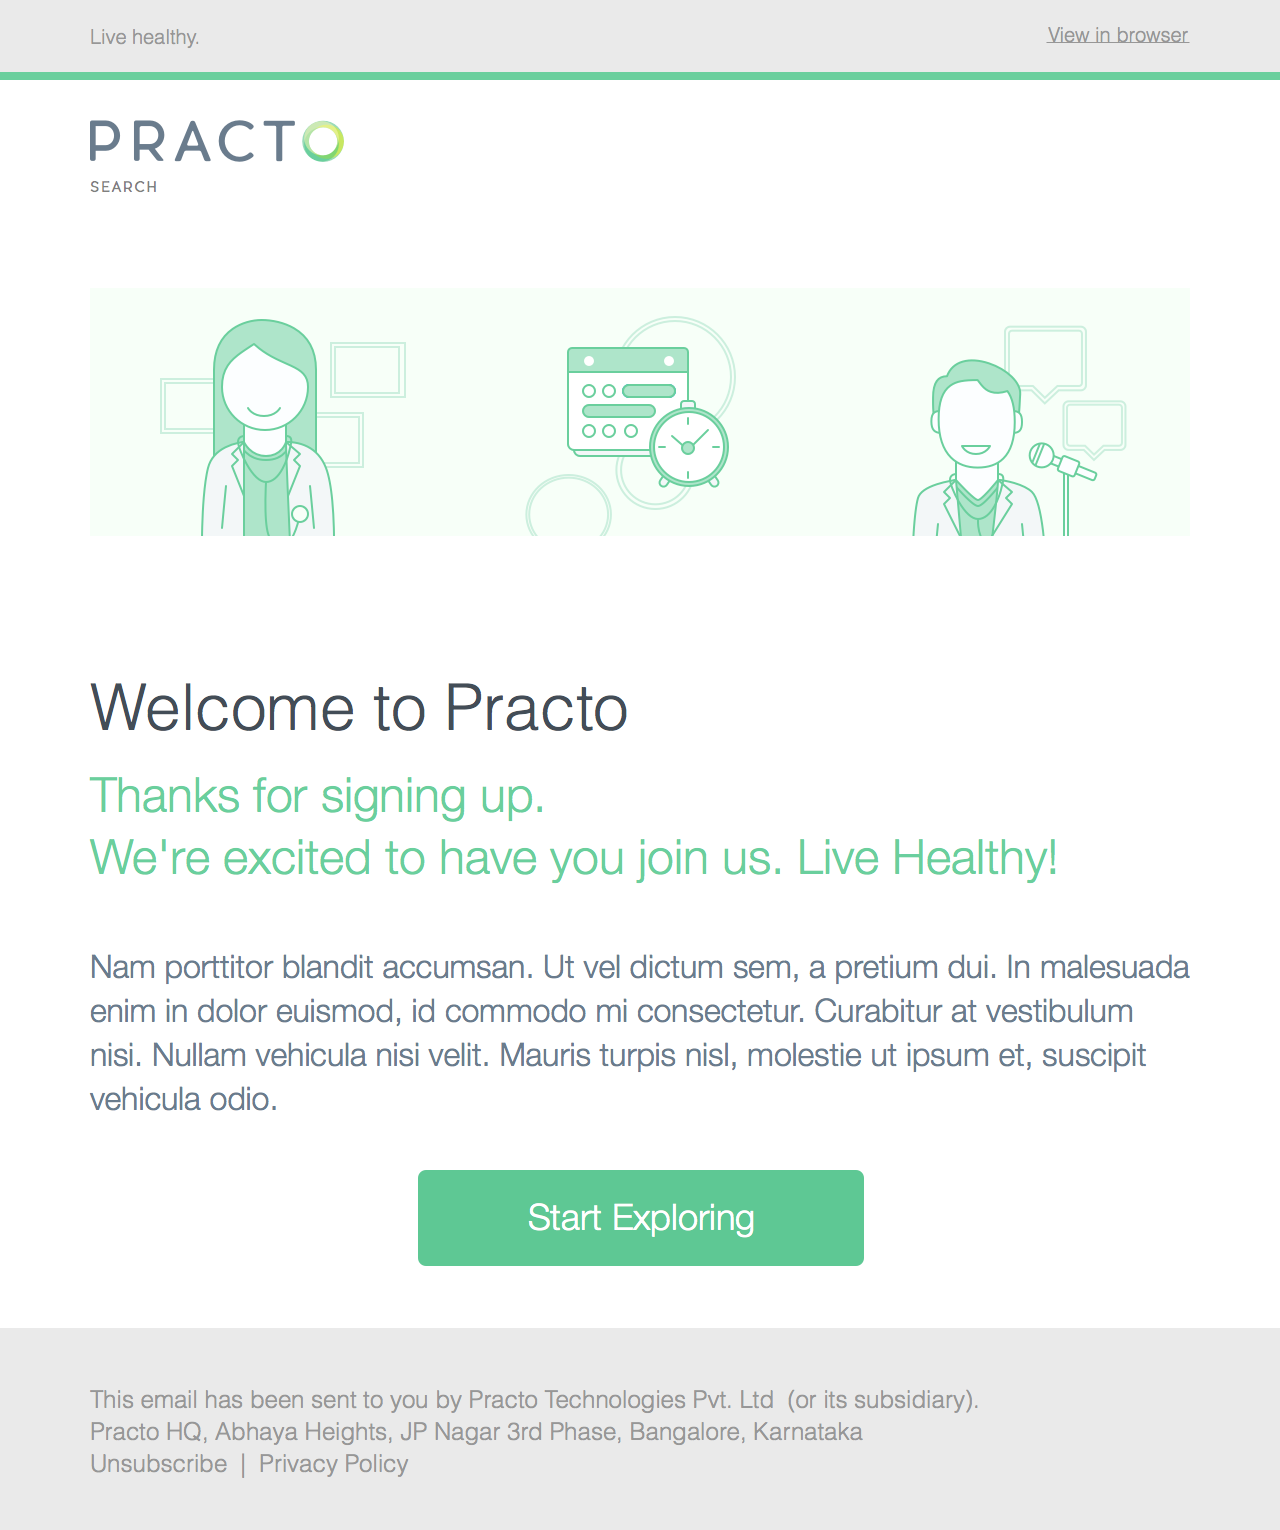 Live healthy.
View in browser
PRACTO
SEARCH
Welcome to Practo
Thanks for signing up.
We're excited to have you join us. Live Healthy!
Nam porttitor blandit accumsan. Ut vel dictum sem, a pretium dui. In malesuada
enim in dolor euismod, id commodo mi consectetur. Curabitur at vestibulum
nisi. Nullam vehicula nisi velit. Mauris turpis nisl, molestie ut ipsum et, suscipit
vehicula odio.
Start Exploring
This email has been sent to you by Practo Technologies Pvt. Ltd  (or its subsidiary).
Practo HQ, Abhaya Heights, JP Nagar 3rd Phase, Bangalore, Karnataka
Unsubscribe  |  Privacy Policy